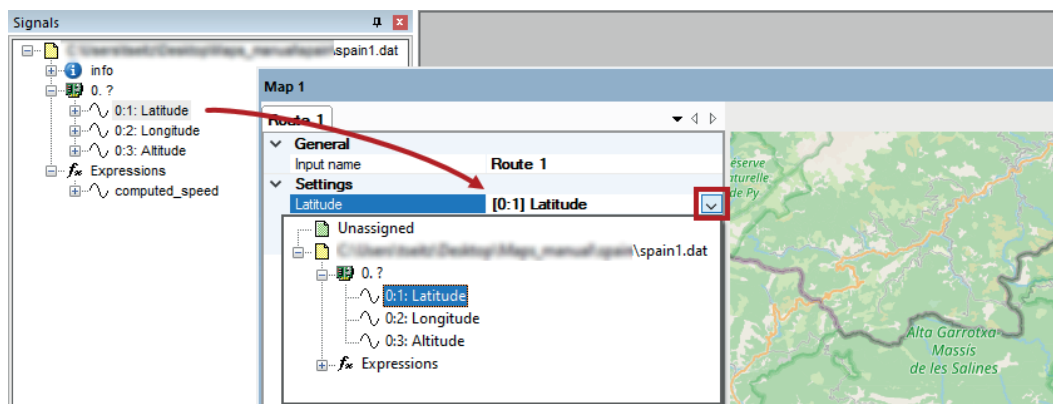 Signals
\spain1.dat
info
0. ?
0:1: Latitude
0:2: Longitude
0:3: Altitude
Expressions
computed_speed
Map 1
Route 1
General
Input name Route 1
Settings
Latitude [0:1] Latitude
Unassigned
\spain1.dat
0. ?
0:1: Latitude
0:2: Longitude
0:3: Altitude
Expressions
éserve
aturelle
de Py
Alta Garrotxa-
Massís
de les Salines